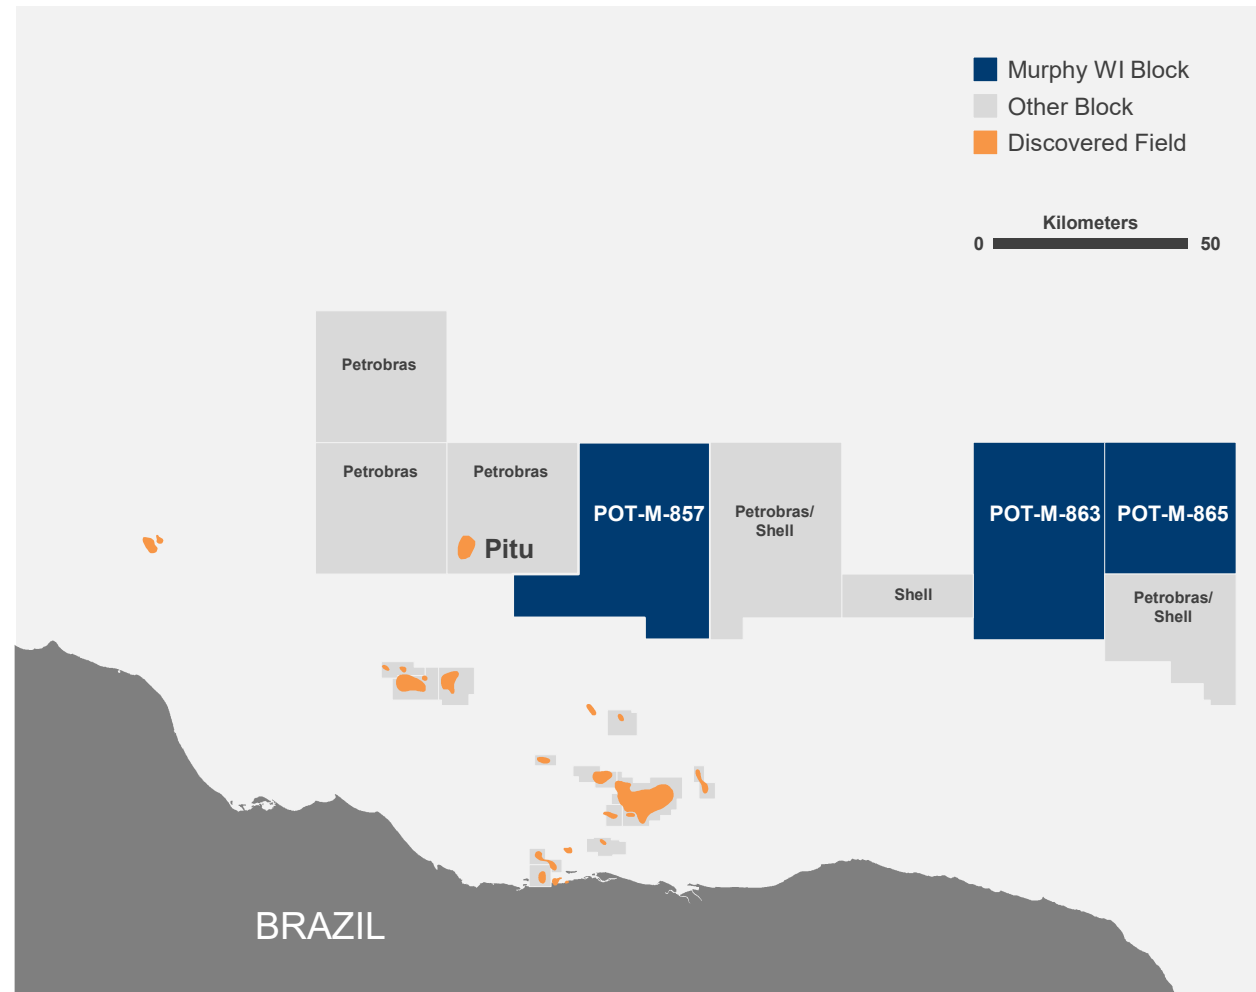 Murphy WI Block
Other Block
Discovered Field
Kilometers
0 50
Petrobras
Petrobras
Petrobras
Pitu
POT-M-857
Petrobras/
Shell
Shell
POT-M-863
POT-M-865
Petrobras/
Shell
BRAZIL